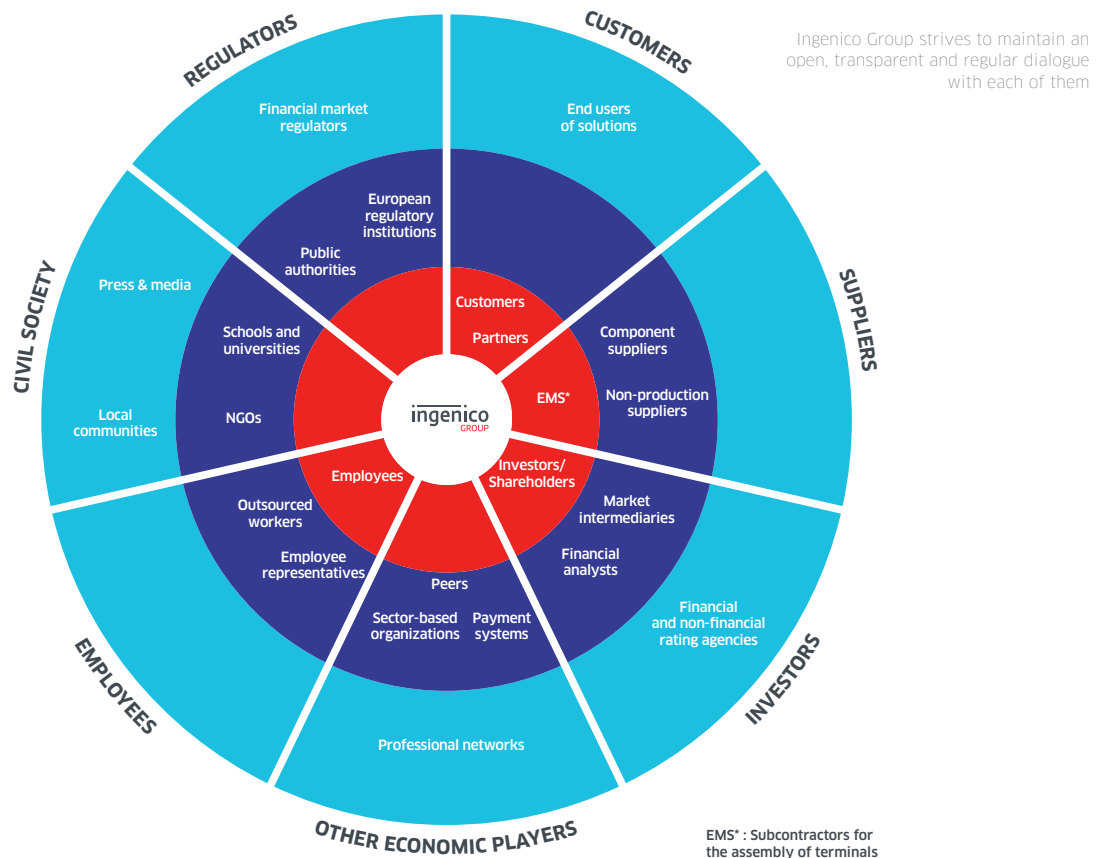 REGULATORS
CUSTOMERS
Ingenico Group strives to maintain an
open, transparent and regular dialogue
with each of them
Financial market
regulators
End users
of solutions
European
regulatory
institutions
Public
authorities
CIVIL SOCIETY
Press & media
Schools and
universities
Local
communities
NGOs
Customers
Partners
SUPPLIERS
Component
suppliers
Non-production
suppliers
EMS*
ingenico
GROUP
Employees
Investors/
Shareholders
Outsourced
workers
Employee
representatives
Market
intermediaries
Financial
analysts
Peers
Sector-based
organizations
Payment
systems
Financial
and non-financial
rating agencies
EMPLOYEES
INVESTORS
Professional networks
OTHER ECONOMIC PLAYERS
EMS* : Subcontractors for
the assembly of terminals